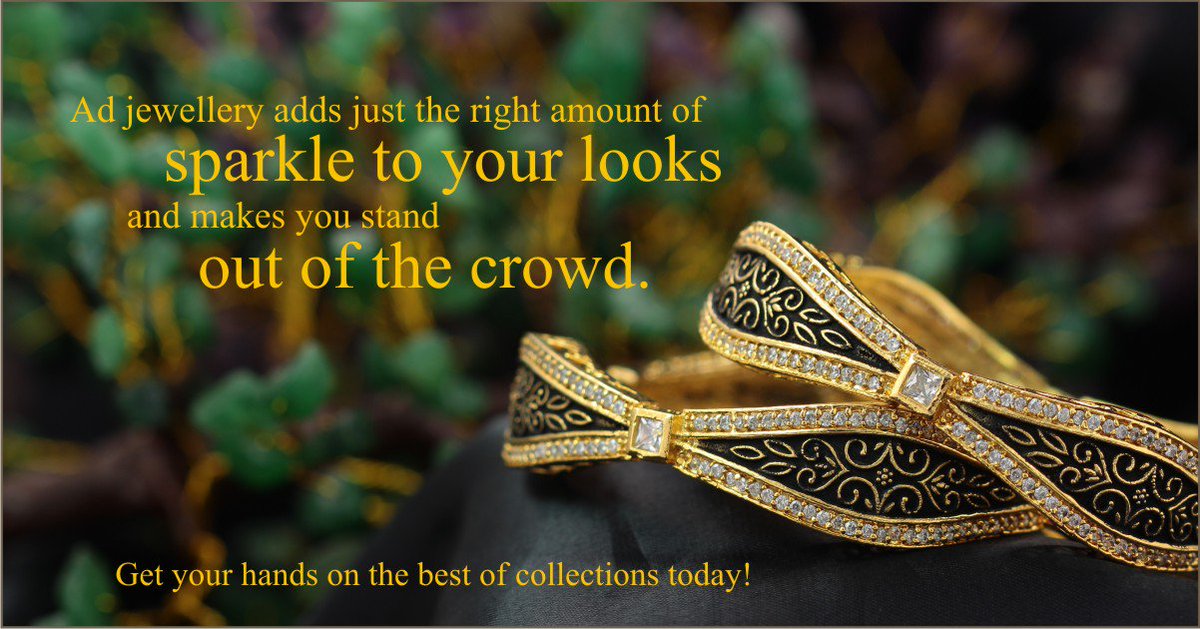 Ad jewellery adds just the right amount of
sparkle to your looks
and makes you stand
out of the crowd.
Get your hands on the best of collections today!